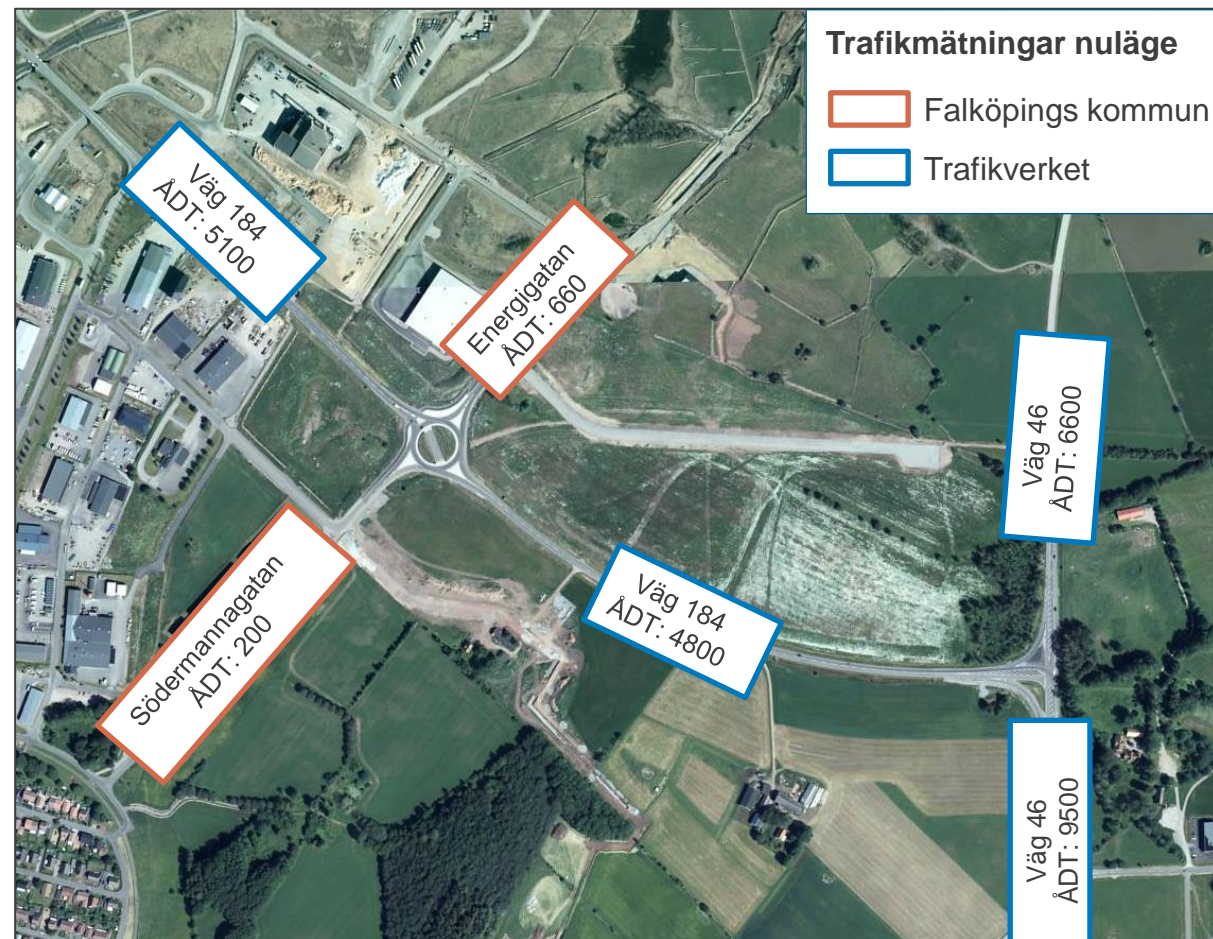 Trafikmätningar nuläge
Falköpings kommun
Trafikverket
Väg 184
ÅDT: 5100
Energigatan
ÅDT: 660
Väg 46
ÅDT: 6600
Södermannagatan
ÅDT: 200
Väg 184
ÅDT: 4800
Väg 46
ÅDT: 9500